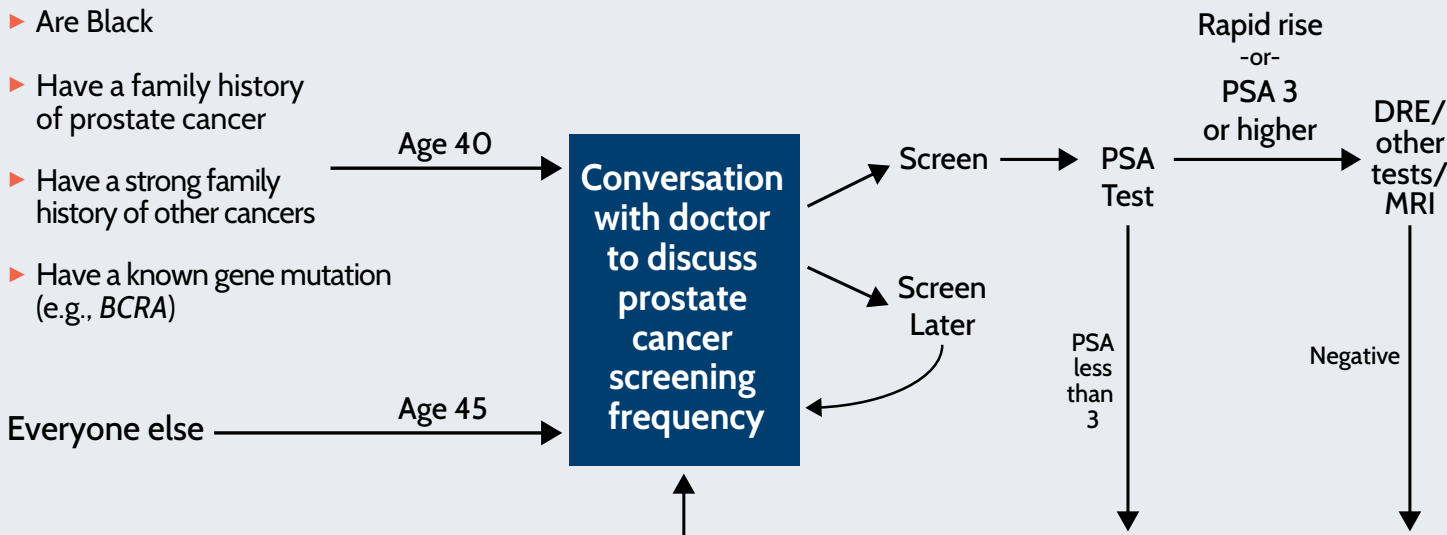 Are Black
Have a family history
of prostate cancer
Have a strong family
history of other cancers
Have a known gene mutation
(e.g., BCRA)
Age 40
Everyone else
Age 45
Conversation
with doctor
to discuss
prostate
cancer
screening
frequency
Screen
Screen
Later
PSA
Test
Rapid rise
-or-
PSA 3
or higher
DRE/
other
tests/
MRI
PSA
less
than
3
Negative